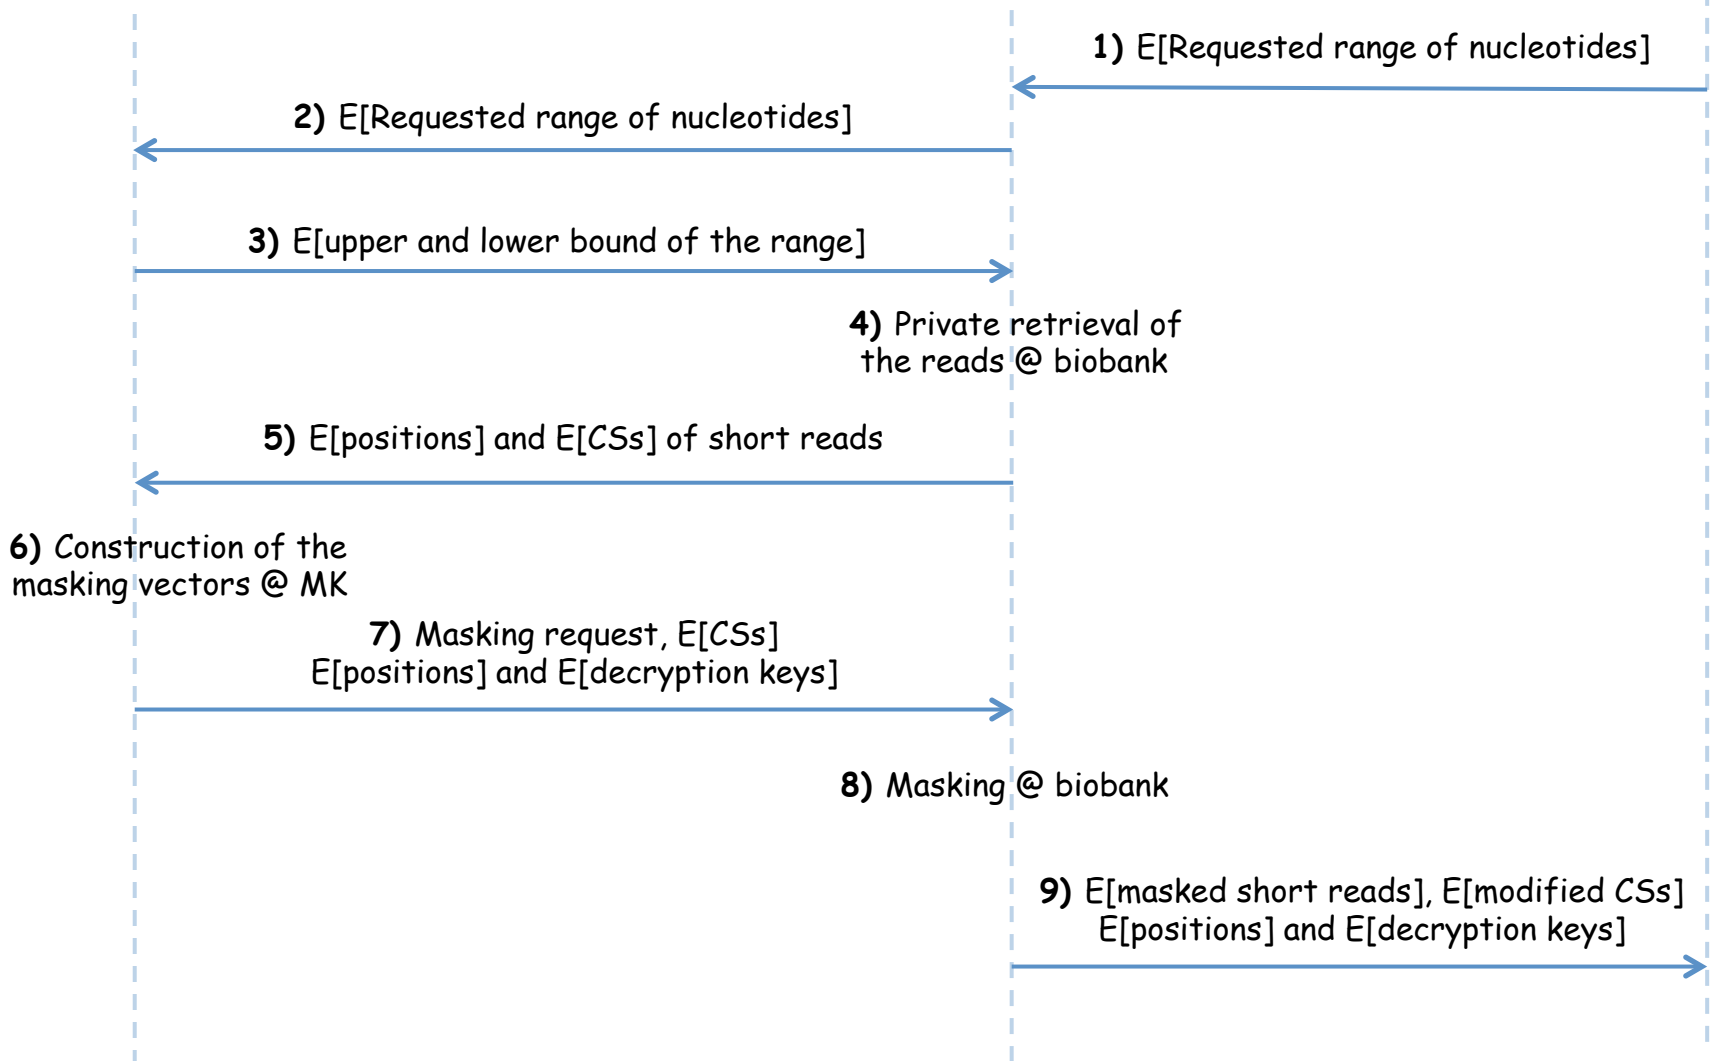 1) E[Requested range of nucleotides]
2) E[Requested range of nucleotides]
3) E[upper and lower bound of the range]
4) Private retrieval of
the reads @ biobank
5) E[positions] and E[CSs] of short reads
6) Construction of the
masking vectors @ MK
7) Masking request, E[CSs]
E[positions] and E[decryption keys]
8) Masking @ biobank
9) E[masked short reads], E[modified CSs]
E[positions] and E[decryption keys]